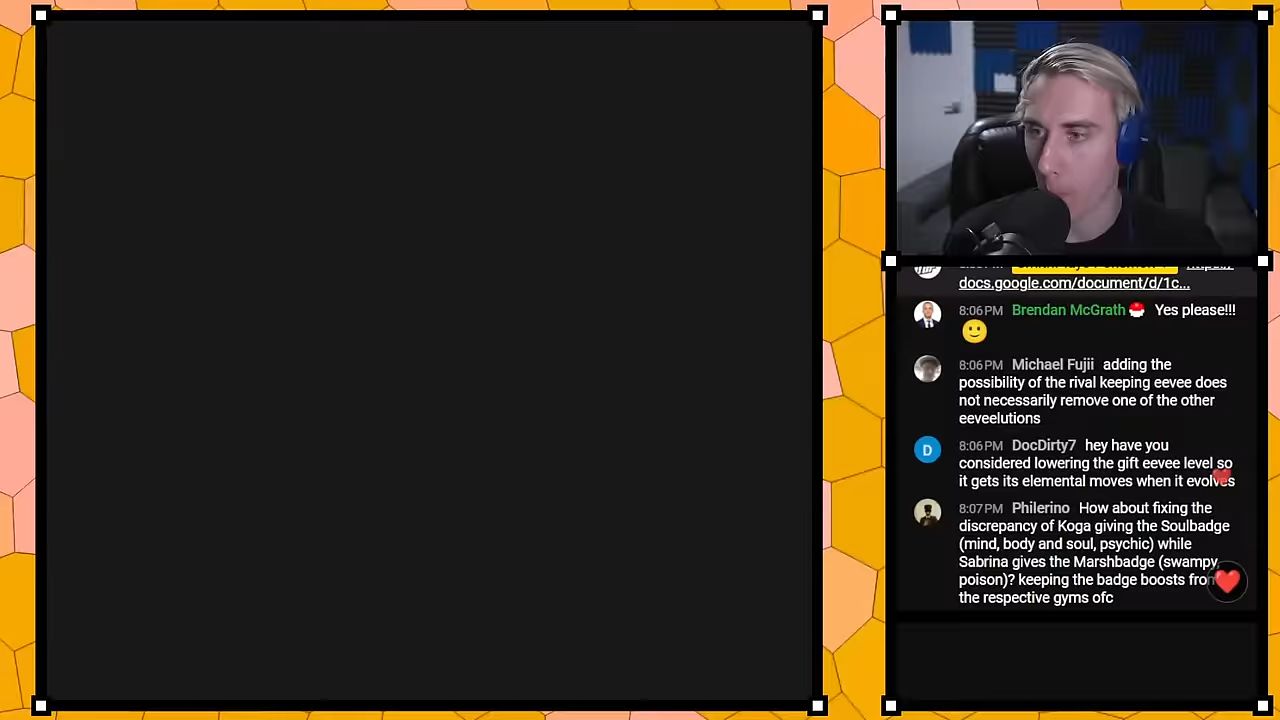 docs.google.com/document/d/1c...
8:06 PM Brendan McGrath Yes please!!!
8:06 PM Michael Fujii adding the
possibility of the rival keeping eevee does
not necessarily remove one of the other
eeveelutions
D 8:06 PM DocDirty7 hey have you
considered lowering the gift eevee level so
it gets its elemental moves when it evolves
8:07 PM Philerino How about fixing the
discrepancy of Koga giving the Soulbadge
(mind, body and soul, psychic) while
Sabrina gives the Marshbadge (swampy,
poison)? keeping the badge boosts from
the respective gyms ofc